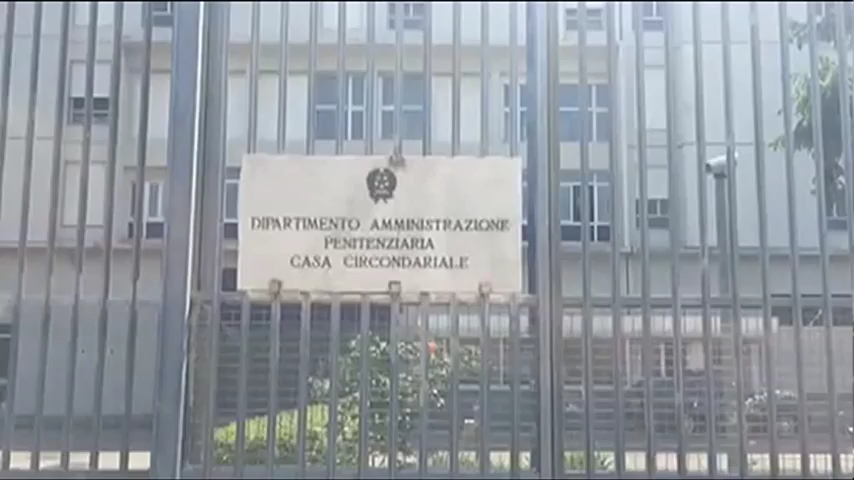 DIPARTIMENTO AMMINISTRAZIONE
PENITENZIARIA
CASA CIRCONDARIALE